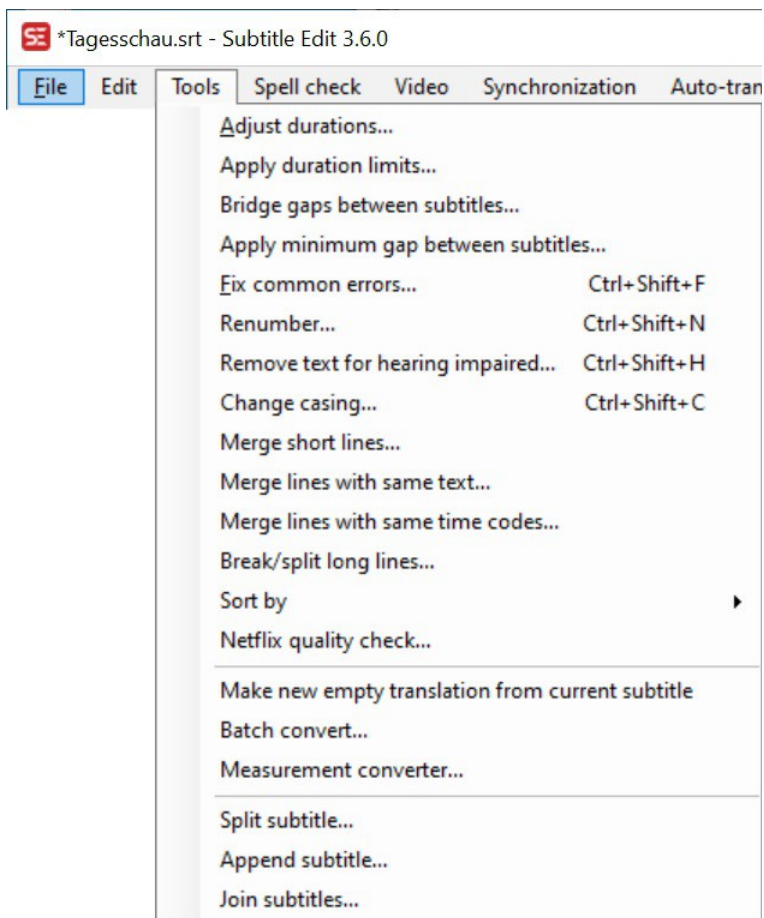 SE *Tagesschau.srt - Subtitle Edit 3.6.0
File Edit Tools Spell check Video Synchronization Auto-tran
Adjust durations...
Apply duration limits...
Bridge gaps between subtitles...
Apply minimum gap between subtitles...
Fix common errors... Ctrl+Shift+F
Renumber... Ctrl+Shift+N
Remove text for hearing impaired... Ctrl+Shift+H
Change casing... Ctrl+Shift+C
Merge short lines...
Merge lines with same text...
Merge lines with same time codes...
Break/split long lines...
Sort by
Netflix quality check...
Make new empty translation from current subtitle
Batch convert...
Measurement converter...
Split subtitle...
Append subtitle...
Join subtitles...